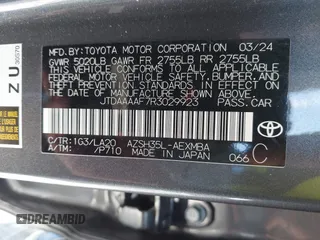 MFD.BY: TOYOTA MOTOR CORPORATION 03/24
GVWR 5020LB GAWR FR 2755LB RR 2755LB
THIS VEHICLE CONFORMS TO ALL APPLICABLE
FEDERAL MOTOR VEHICLE SAFETY, BUMPER, AND
THEFT PREVENTION STANDARDS IN EFFECT ON
THE DATE OF MANUFACTURE SHOWN ABOVE.
JTDAAAAF7R3029923 PASS.CAR
C/TR:1G3/LA20 AZSH35L-AEXMBA
A/TM: /P710 MADE IN JAPAN
066 C
TOYOTA
ZU
DREAMBID